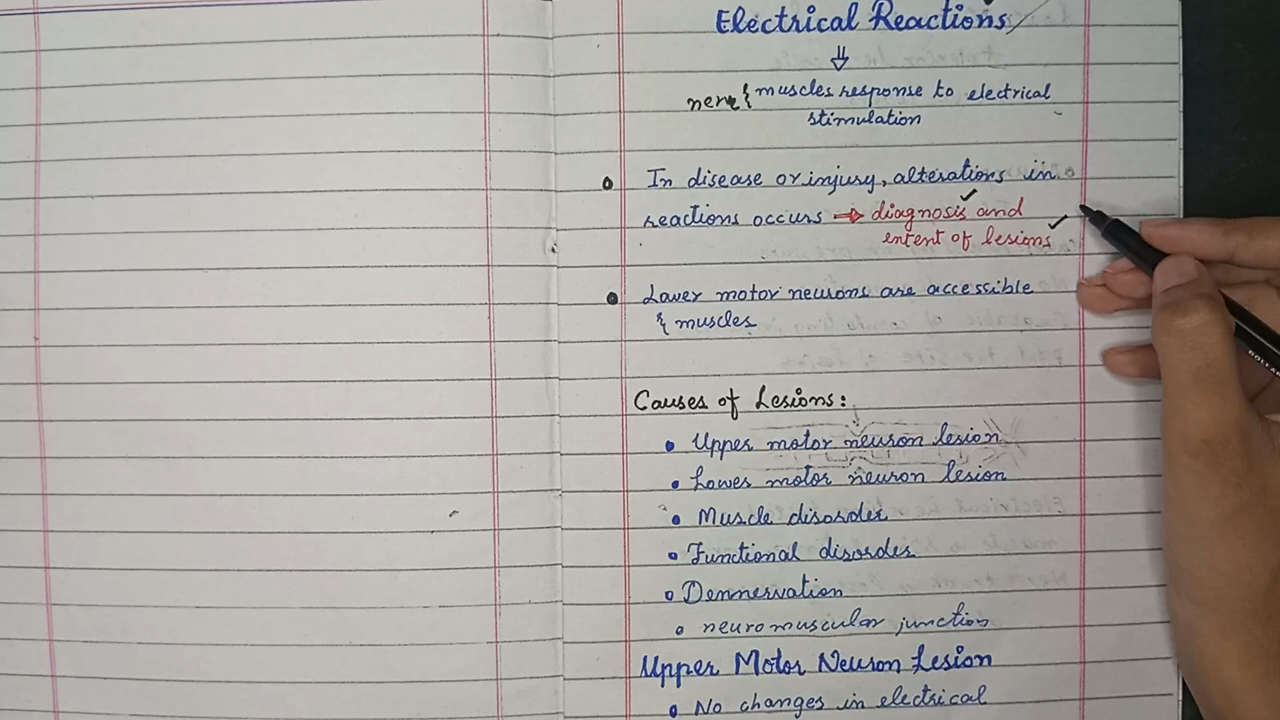 Electrical Reactions
⇓
nerve { muscles response to electrical
stimulation
In disease or injury, alterations in
reactions occurs ⇒ diagnosis and
extent of lesions
Lower motor neurons are accessible
{ muscles
Causes of Lesions:
• Upper motor neuron lesion
• Lower motor neuron lesion
• Muscle disorder
• Functional disorder
• Dennervation
• neuromuscular junction
Upper Motor Neuron Lesion
• No changes in electrical